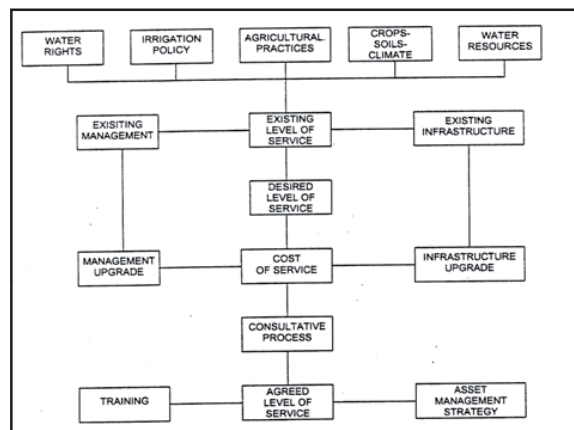 WATER
RIGHTS
IRRIGATION
POLICY
AGRICULTURAL.
PRACTICES
CROPS-
SOILS-
CLIMATE
WATER
RESOURCES
EXISITING
MANAGEMENT
EXISTING
LEVEL OF
SERVICE
EXISTING
INFRASTRUCTURE
DESIRED
LEVEL OF
SERVICE
MANAGEMENT
UPGRADE
COST
OF SERVICE
INFRASTRUCTURE
UPGRADE
CONSULTATIVE
PROCESS
TRAINING
AGREED
LEVEL OF
SERVICE
ASSET
MANAGEMENT
STRATEGY